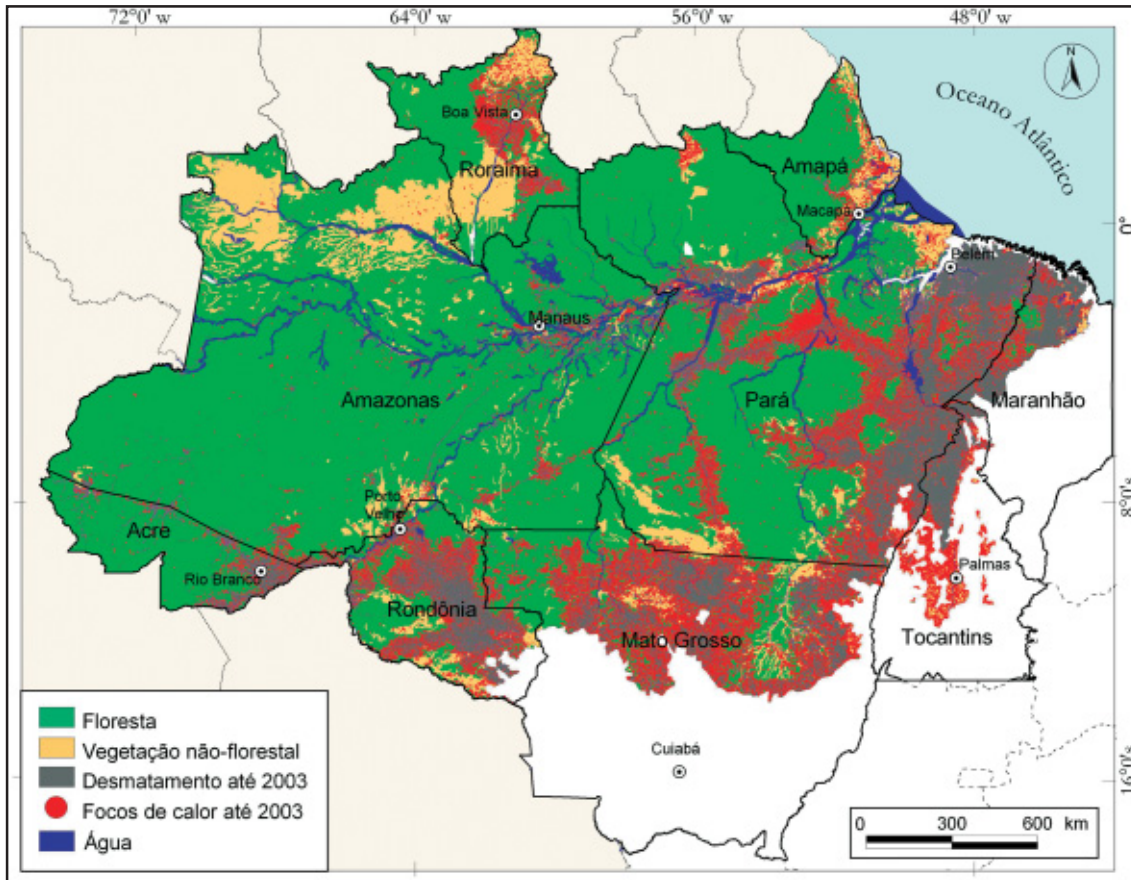 72°0' w
64°0' w
56°0' w
48°0' w
N
Oceano Atlântico
Boa Vista
Roraima
Amapá
Macapá
0°
Belém
Manaus
Amazonas
Pará
Maranhão
Porto
Velho
8°0's
Acre
Rio Branco
Palmas
Rondônia
Mato Grosso
Tocantins
Floresta
Vegetação não-florestal
Desmatamento até 2003
Focos de calor até 2003
Água
Cuiabá
16°0's
0 300 600 km